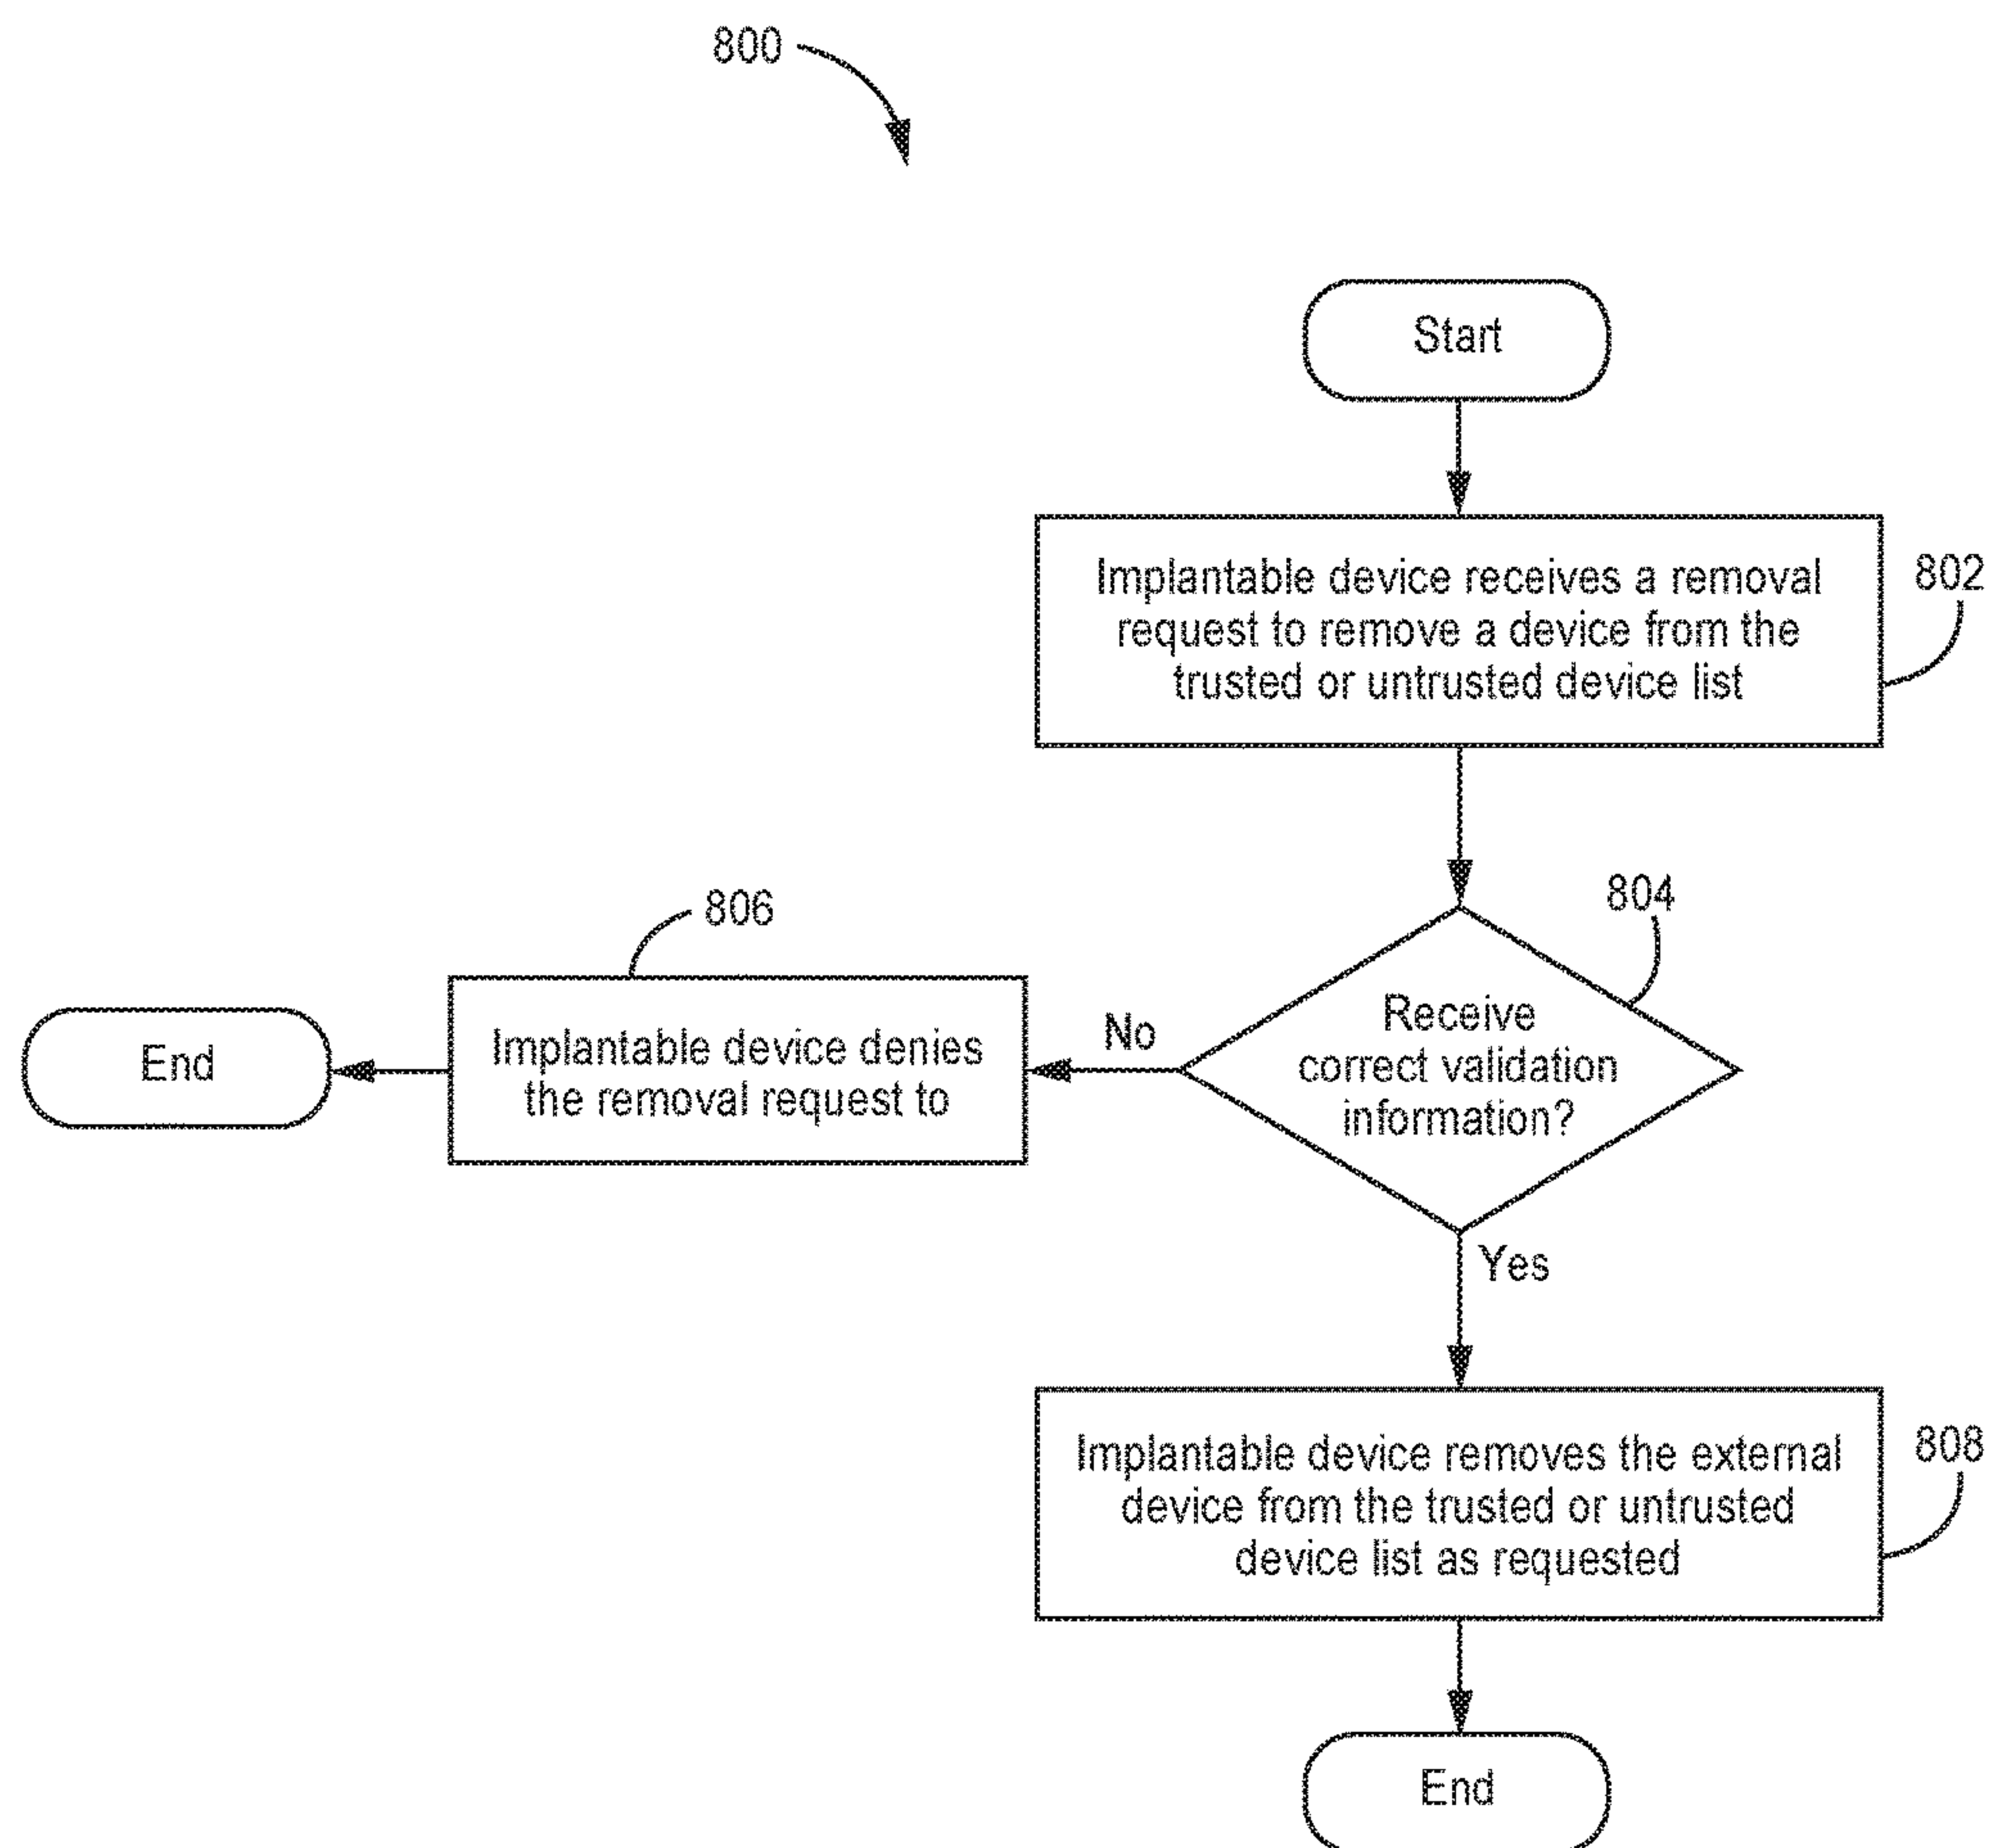 800
Start
Implantable device receives a removal
request to remove a device from the
trusted or untrusted device list
802
804
Receive
correct validation
information?
No
806
Implantable device denies
the removal request to
End
Yes
Implantable device removes the external
device from the trusted or untrusted
device list as requested
808
End